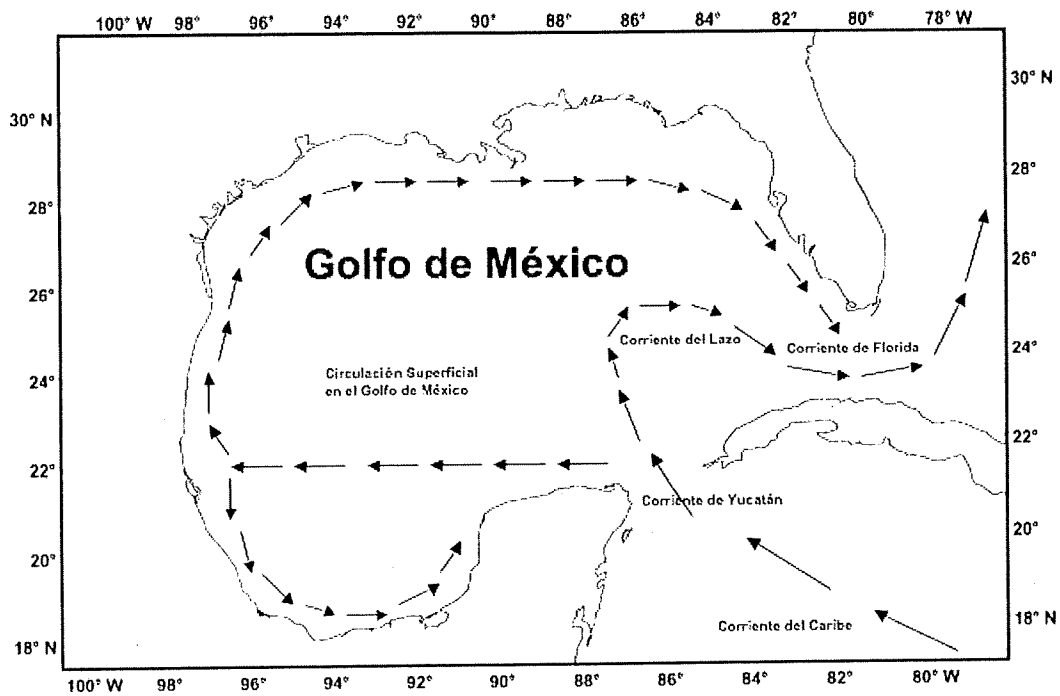 100° W 96° 94° 92° 90° 88° 86° 84° 82° 80° 78° W
30° N
28°
26°
24°
22°
20°
18° N
30° N
28°
26°
24°
22°
20°
18° N
Golfo de México
Circulación Superficial
en el Golfo de México
Corriente del Lazo
Corriente de Florida
Corriente de Yucatán
Corriente del Caribe
100° W 96° 94° 92° 90° 88° 86° 84° 82° 80° W